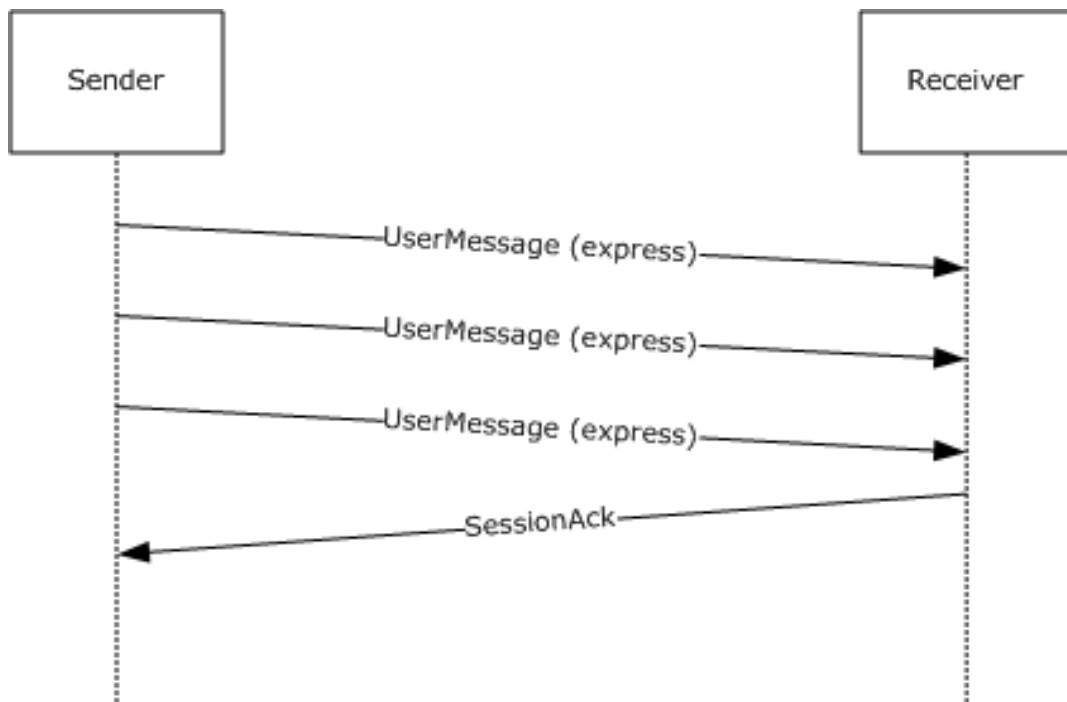 Sender
Receiver
UserMessage (express)
UserMessage (express)
UserMessage (express)
SessionAck